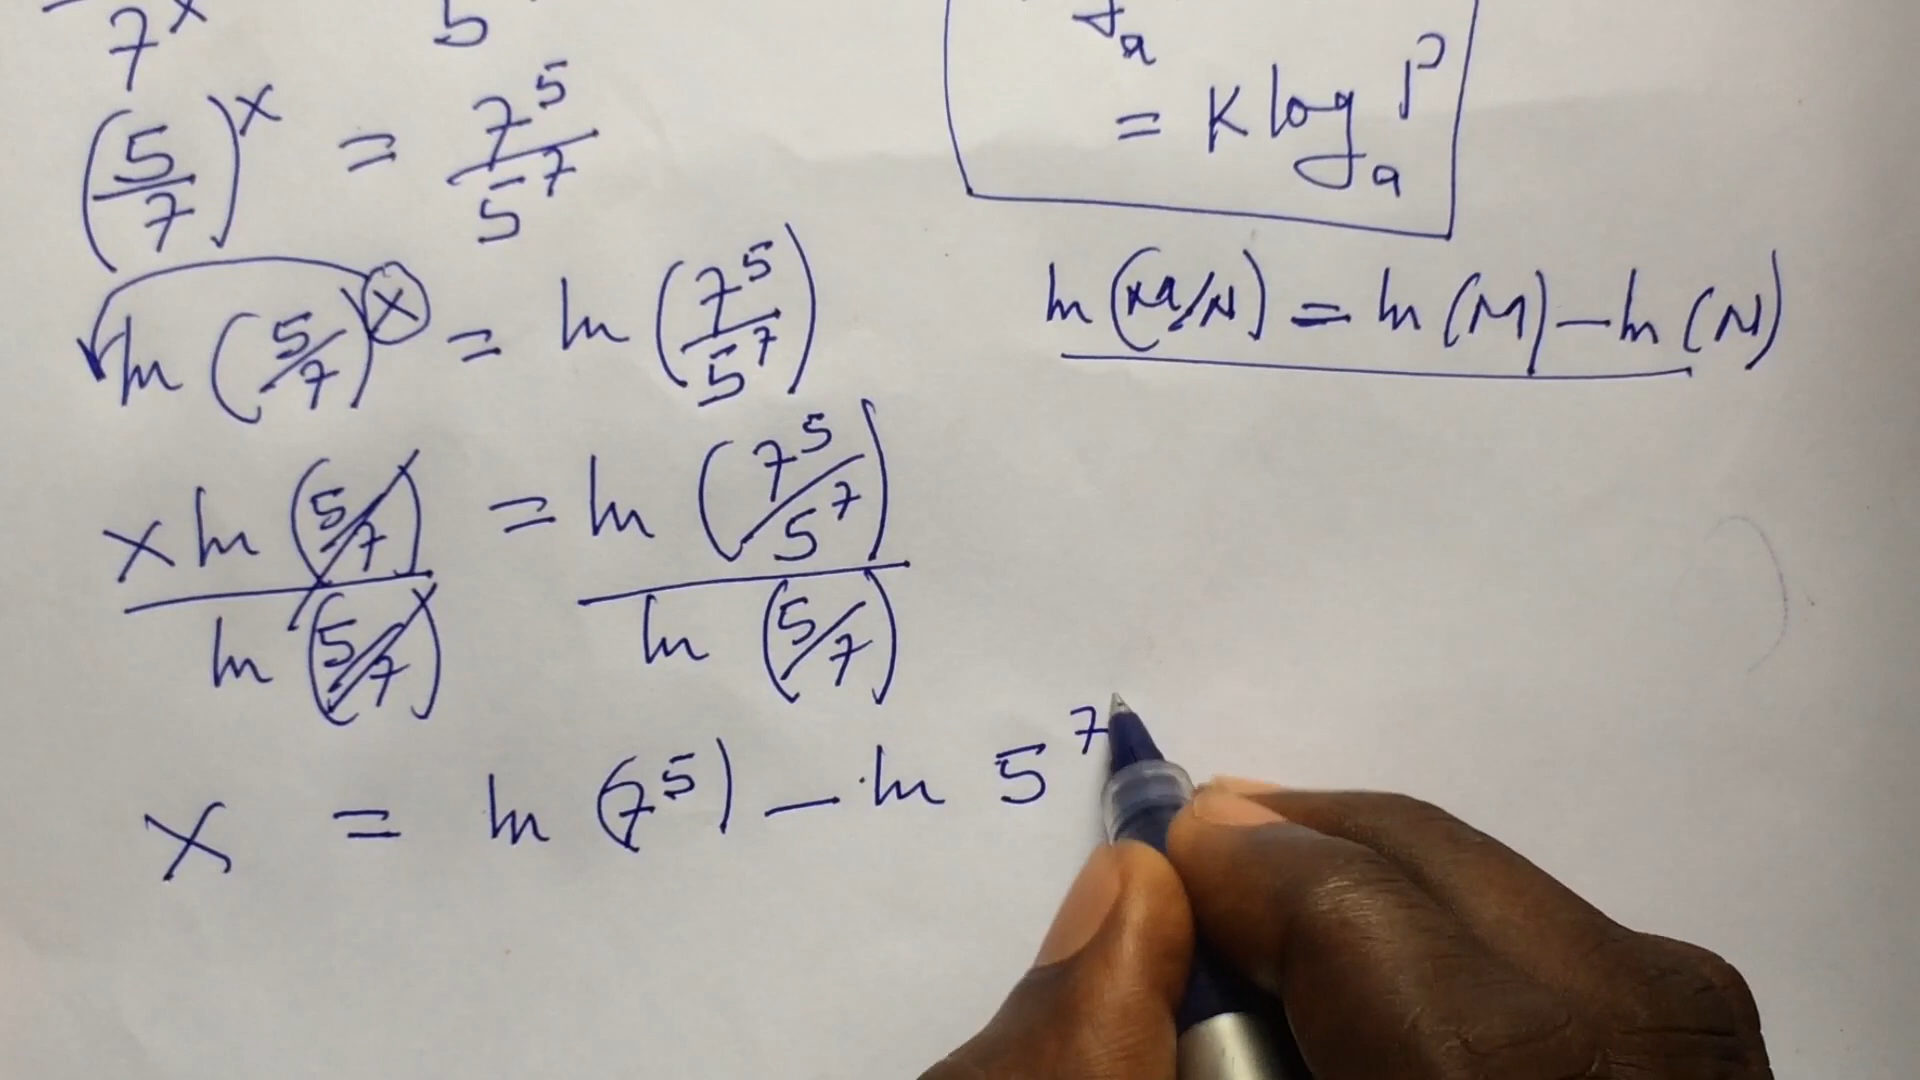 7^x 5
(5/7)^x = 7^5/5^7
ln (5/7)^x = ln (7^5/5^7)
x ln (5/7) / ln (5/7) = ln (7^5/5^7) / ln (5/7)
x = ln (7^5) - ln 5^7
a
= K log_a P
ln (M/N) = ln (M) - ln (N)